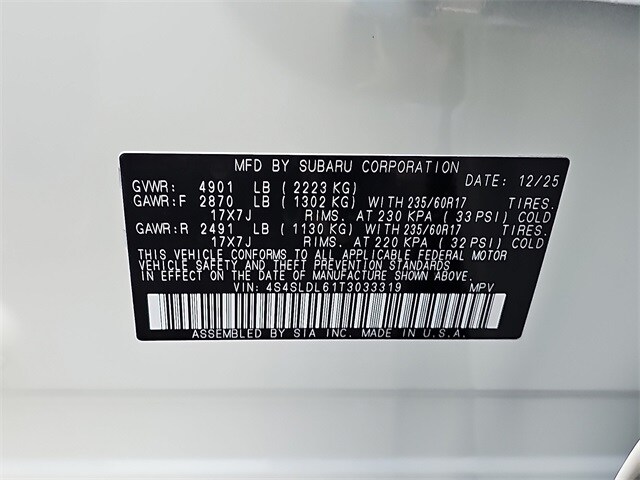 MFD BY SUBARU CORPORATION
DATE: 12/25
GVWR: 4901 LB (2223 KG)
GAWR:F 2870 LB (1302 KG) WITH 235/60R17 TIRES.
17X7J RIMS. AT 230 KPA (33 PSI) COLD
GAWR:R 2491 LB (1130 KG) WITH 235/60R17 TIRES.
17X7J RIMS. AT 220 KPA (32 PSI) COLD
THIS VEHICLE CONFORMS TO ALL APPLICABLE FEDERAL MOTOR
VEHICLE SAFETY AND THEFT PREVENTION STANDARDS
IN EFFECT ON THE DATE OF MANUFACTURE SHOWN ABOVE.
VIN: 4S4SLDL61T3033319 MPV
ASSEMBLED BY SIA INC. MADE IN U.S.A.